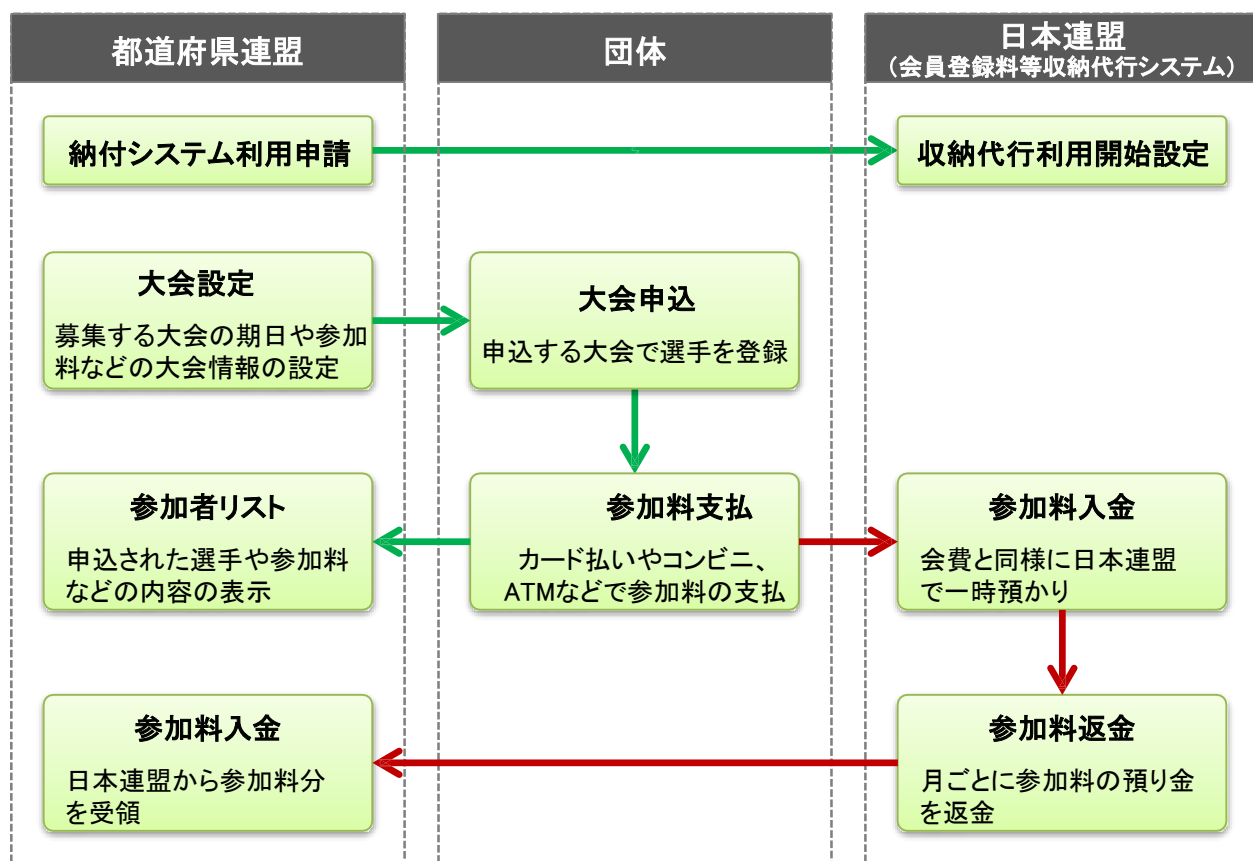 都道府県連盟
団体
日本連盟
（会員登録料等収納代行システム）
納付システム利用申請
収納代行利用開始設定
大会設定
募集する大会の期日や参加
料などの大会情報の設定
大会申込
申込する大会で選手を登録
参加者リスト
申込された選手や参加料
などの内容の表示
参加料支払
カード払いやコンビニ、
ATMなどで参加料の支払
参加料入金
会費と同様に日本連盟
で一時預かり
参加料入金
日本連盟から参加料分
を受領
参加料返金
月ごとに参加料の預り金
を返金